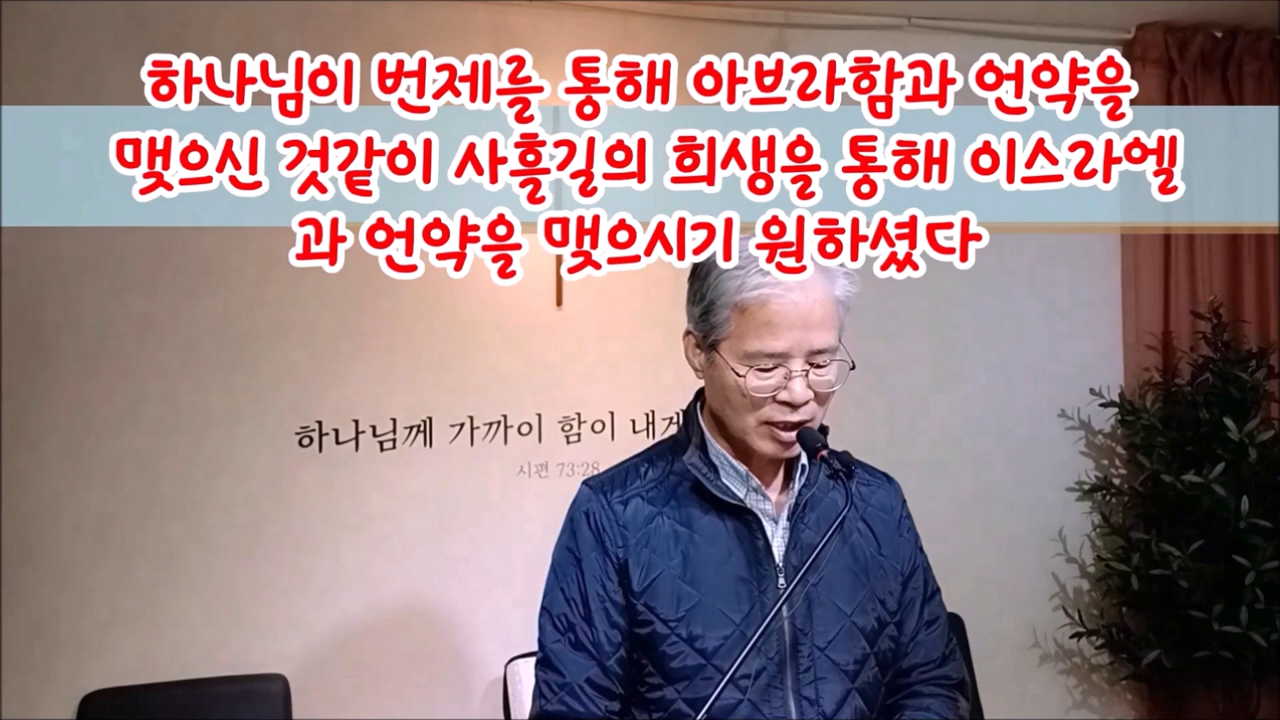 하나님이 번제를 통해 아브라함과 언약을
맺으신 것같이 사흘길의 희생을 통해 이스라엘
과 언약을 맺으시기 원하셨다
하나님께 가까이 함이 내게
시편 73:28